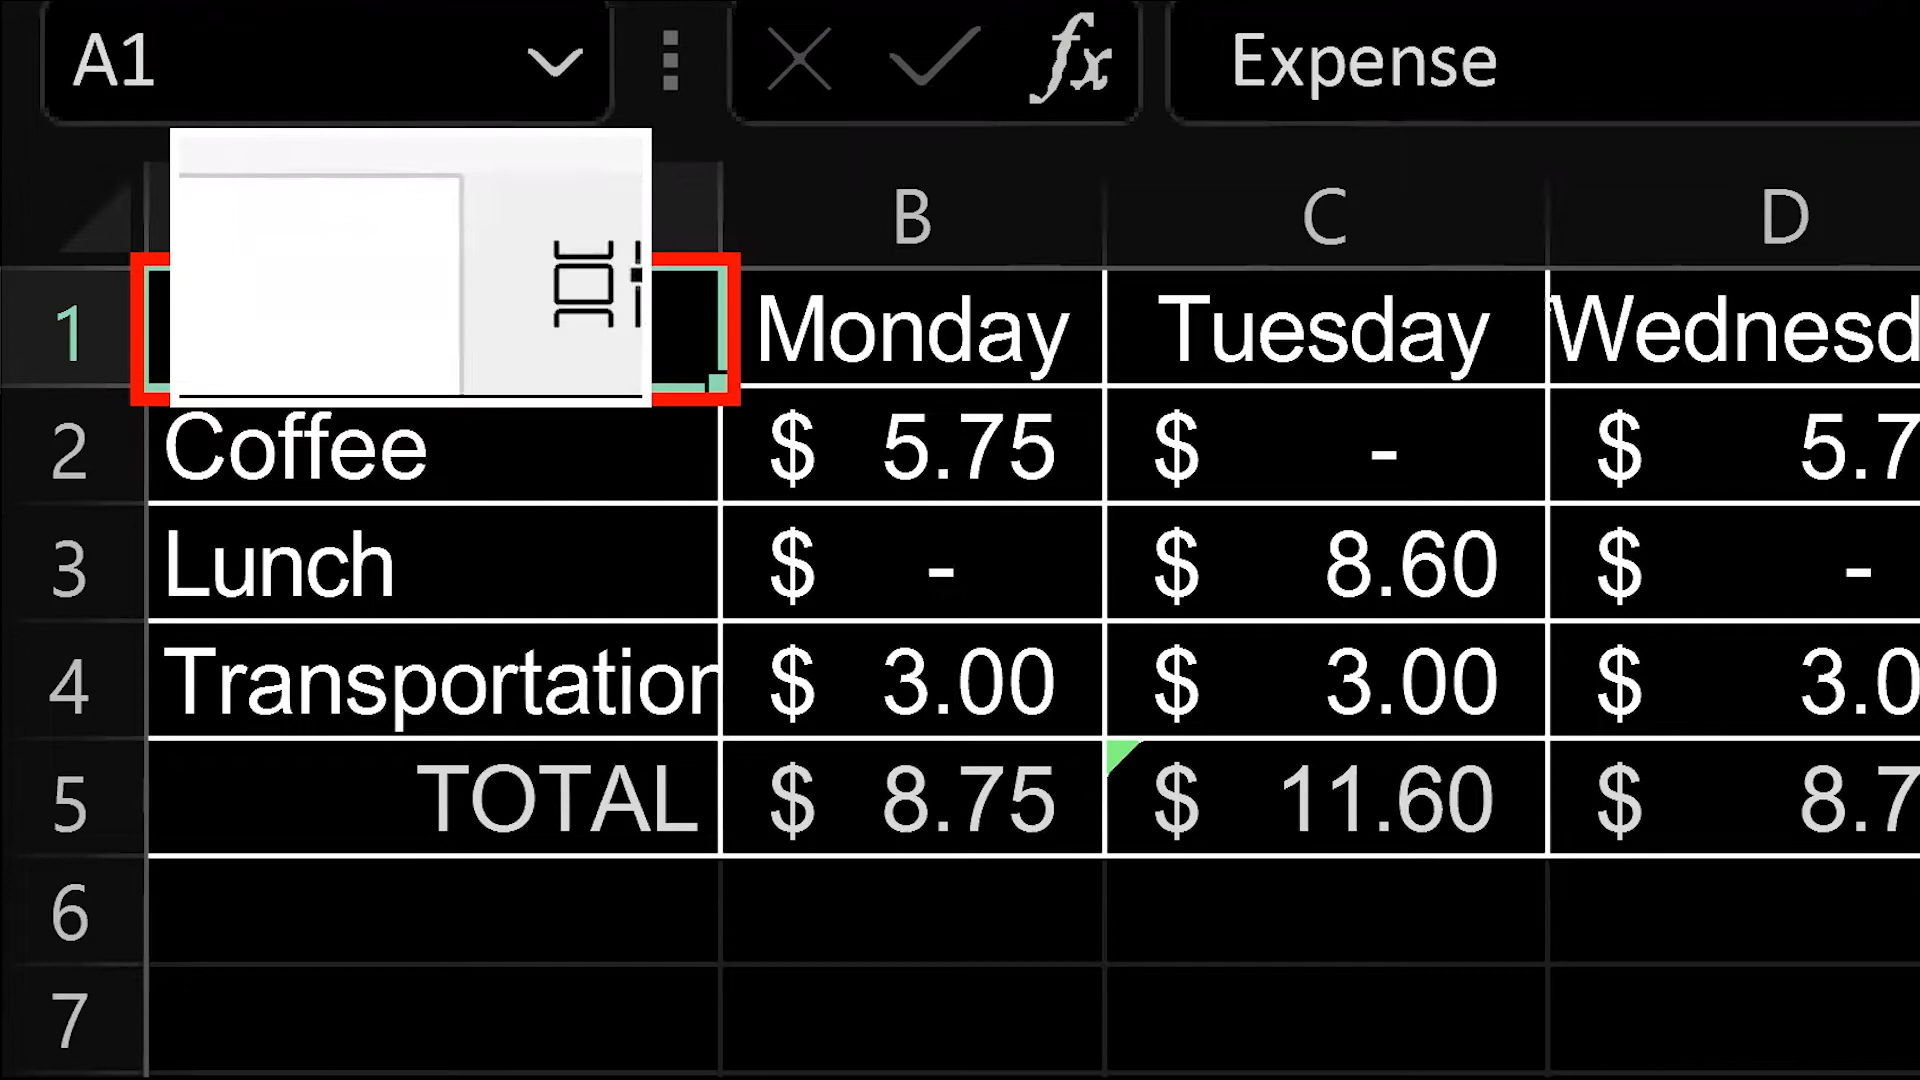 A1 fx Expense
B C D
1 Monday Tuesday Wednesd
2 Coffee $ 5.75 $ - $ 5.7
3 Lunch $ - $ 8.60 $ -
4 Transportation $ 3.00 $ 3.00 $ 3.0
5 TOTAL $ 8.75 $ 11.60 $ 8.7
6
7